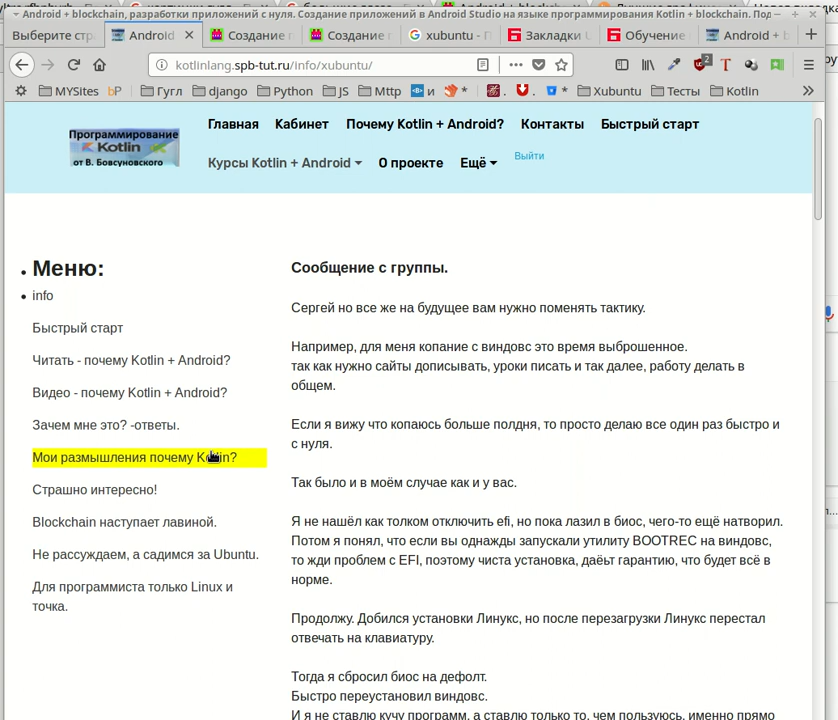 Android + blockchain, разработки приложений с нуля. Создание приложений в Android Studio на языке программирования Kotlin + blockchain. Под
Выберите стр
Android
Создание г
Создание г
xubuntu - П
Закладки
Обучение
Android + b
kotlinlang.spb-tut.ru/info/xubuntu/
2
MYSites
bP
Гугл
django
Python
JS
Mttp
и
*
.
.
*
Xubuntu
Тесты
Kotlin
Программирование
Kotlin
от В. Бовсуновского
Главная
Кабинет
Почему Kotlin + Android?
Контакты
Быстрый старт
Курсы Kotlin + Android
О проекте
Ещё
Выйти
Меню:
info
Быстрый старт
Читать - почему Kotlin + Android?
Видео - почему Kotlin + Android?
Зачем мне это? -ответы.
Мои размышления почему Kotlin?
Страшно интересно!
Blockchain наступает лавиной.
Не рассуждаем, а садимся за Ubuntu.
Для программиста только Linux и
точка.
Сообщение с группы.
Сергей но все же на будущее вам нужно поменять тактику.
Например, для меня копание с виндовс это время выброшенное.
так как нужно сайты дописывать, уроки писать и так далее, работу делать в
общем.
Если я вижу что копаюсь больше полдня, то просто делаю все один раз быстро и
с нуля.
Так было и в моём случае как и у вас.
Я не нашёл как толком отключить efi, но пока лазил в биос, чего-то ещё натворил.
Потом я понял, что если вы однажды запускали утилиту BOOTREC на виндовс,
то жди проблем с EFI, поэтому чиста установка, даёьт гарантию, что будет всё в
норме.
Продолжу. Добился установки Линукс, но после перезагрузки Линукс перестал
отвечать на клавиатуру.
Тогда я сбросил биос на дефолт.
Быстро переустановил виндовс.
И я не ставлю кучу программ, а ставлю только то, чем пользуюсь, именно прямо